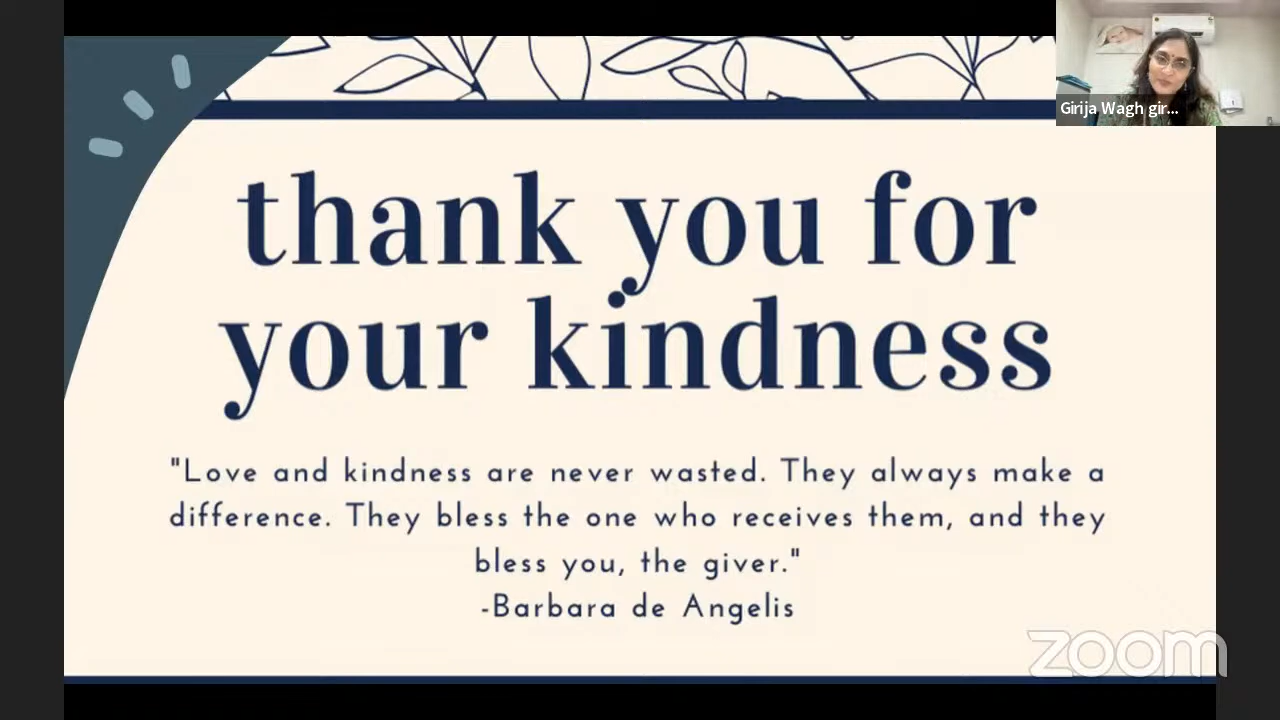 Girija Wagh gir...
thank you for
your kindness
"Love and kindness are never wasted. They always make a
difference. They bless the one who receives them, and they
bless you, the giver."
-Barbara de Angelis
zoom